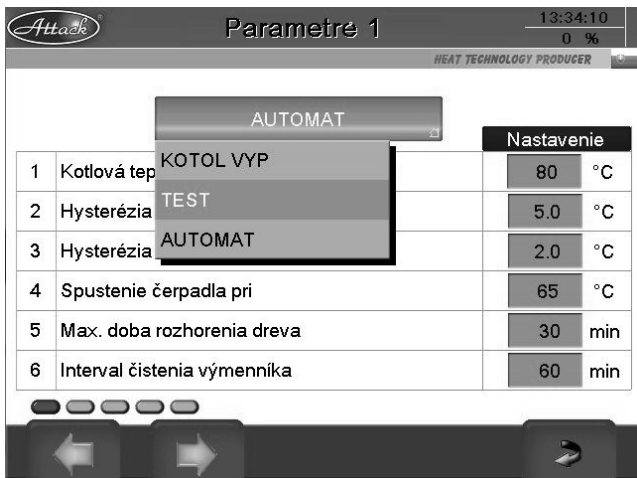 Attack
Parametre 1
13:34:10
0 %
HEAT TECHNOLOGY PRODUCER
AUTOMAT
Nastavenie
KOTOL VYP
TEST
AUTOMAT
1 Kotlová tep 80 °C
2 Hysterézia 5.0 °C
3 Hysterézia 2.0 °C
4 Spustenie čerpadla pri 65 °C
5 Max. doba rozhorenia dreva 30 min
6 Interval čistenia výmenníka 60 min